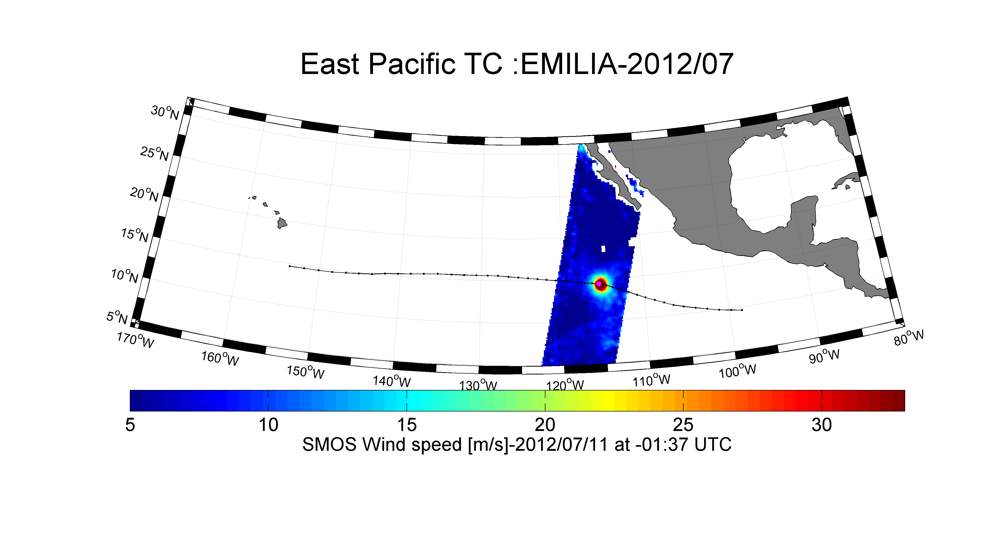 East Pacific TC :EMILIA-2012/07
30°N
25°N
20°N
15°N
10°N
5°N
170°W
160°W
150°W
140°W
130°W
120°W
110°W
100°W
90°W
80°W
5 10 15 20 25 30
SMOS Wind speed [m/s]-2012/07/11 at -01:37 UTC